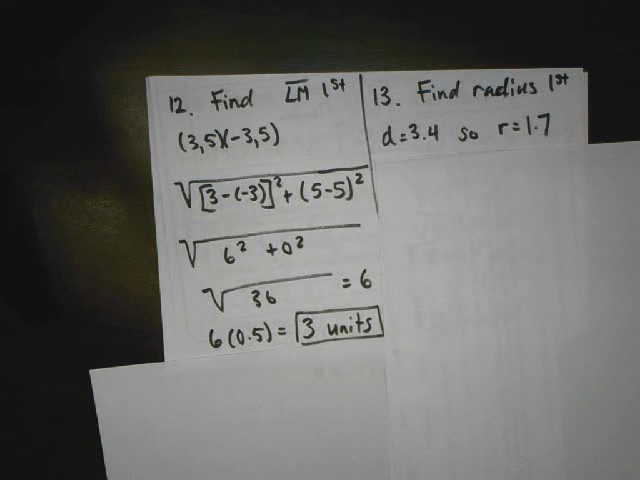 12. Find LM 1st
(3,5)(-3,5)
√[3-(-3)]²+(5-5)²
√6²+0²
√36 = 6
6(0.5)= 3 units
13. Find radius 1st
d=3.4 so r=1.7